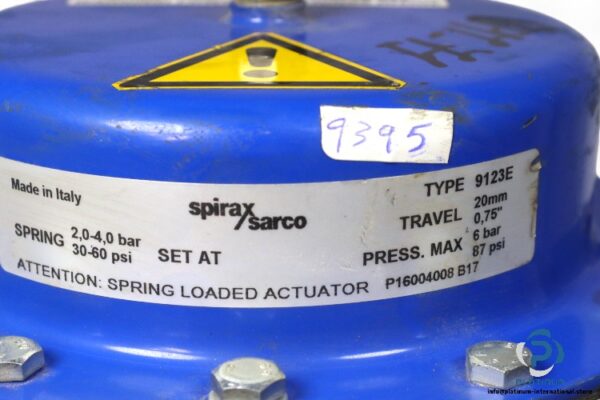 9395
Made in Italy
spirax
sarco
TYPE 9123E
TRAVEL 20mm
0,75"
SPRING 2,0-4,0 bar
30-60 psi
SET AT
PRESS. MAX 6 bar
87 psi
ATTENTION: SPRING LOADED ACTUATOR P16004008 B17
info@platinum-international.store